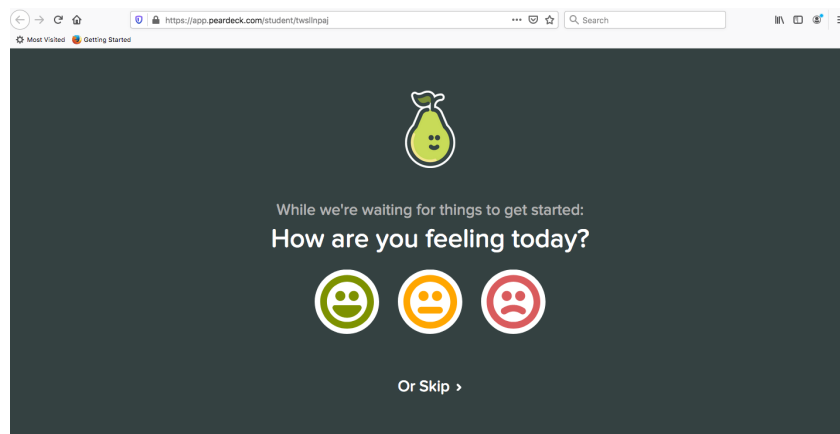 https://app.peardeck.com/student/twsilnpaj
Search
Most Visited Getting Started
While we're waiting for things to get started:
How are you feeling today?
Or Skip ›